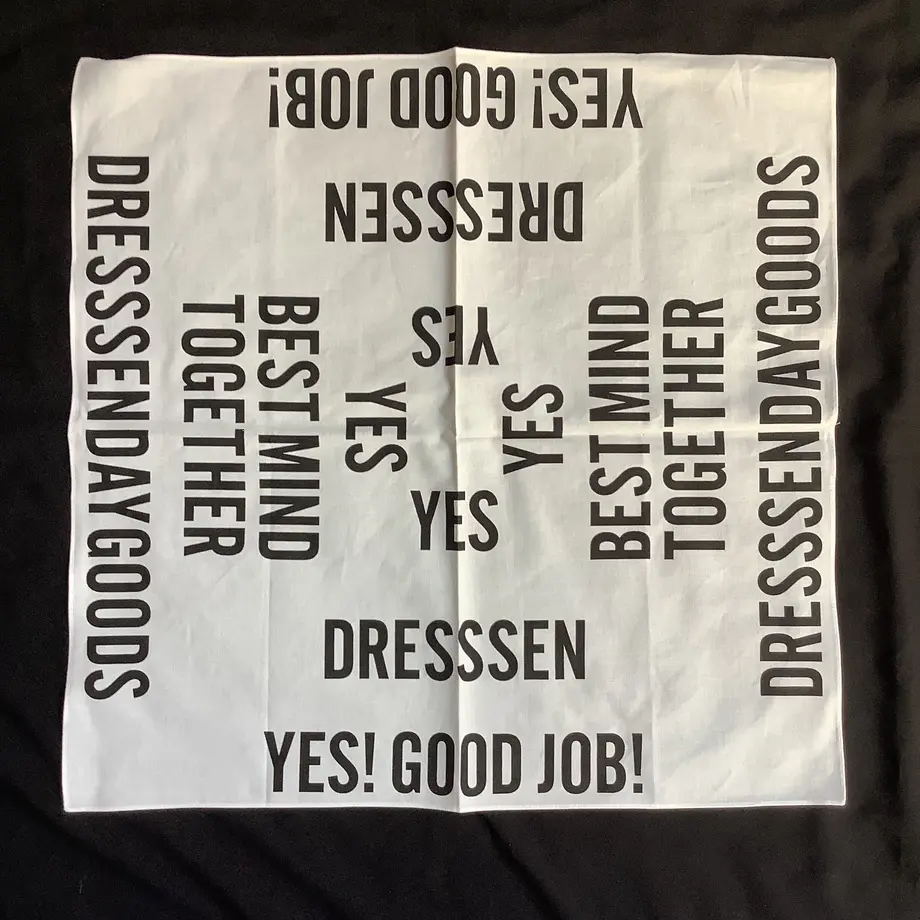 YES! GOOD JOB!
DRESSSEN
YES
DRESSSENDAYGOODS
BEST MIND
TOGETHER
YES
YES
BEST MIND
TOGETHER
DRESSSENDAYGOODS
YES
DRESSSEN
YES! GOOD JOB!